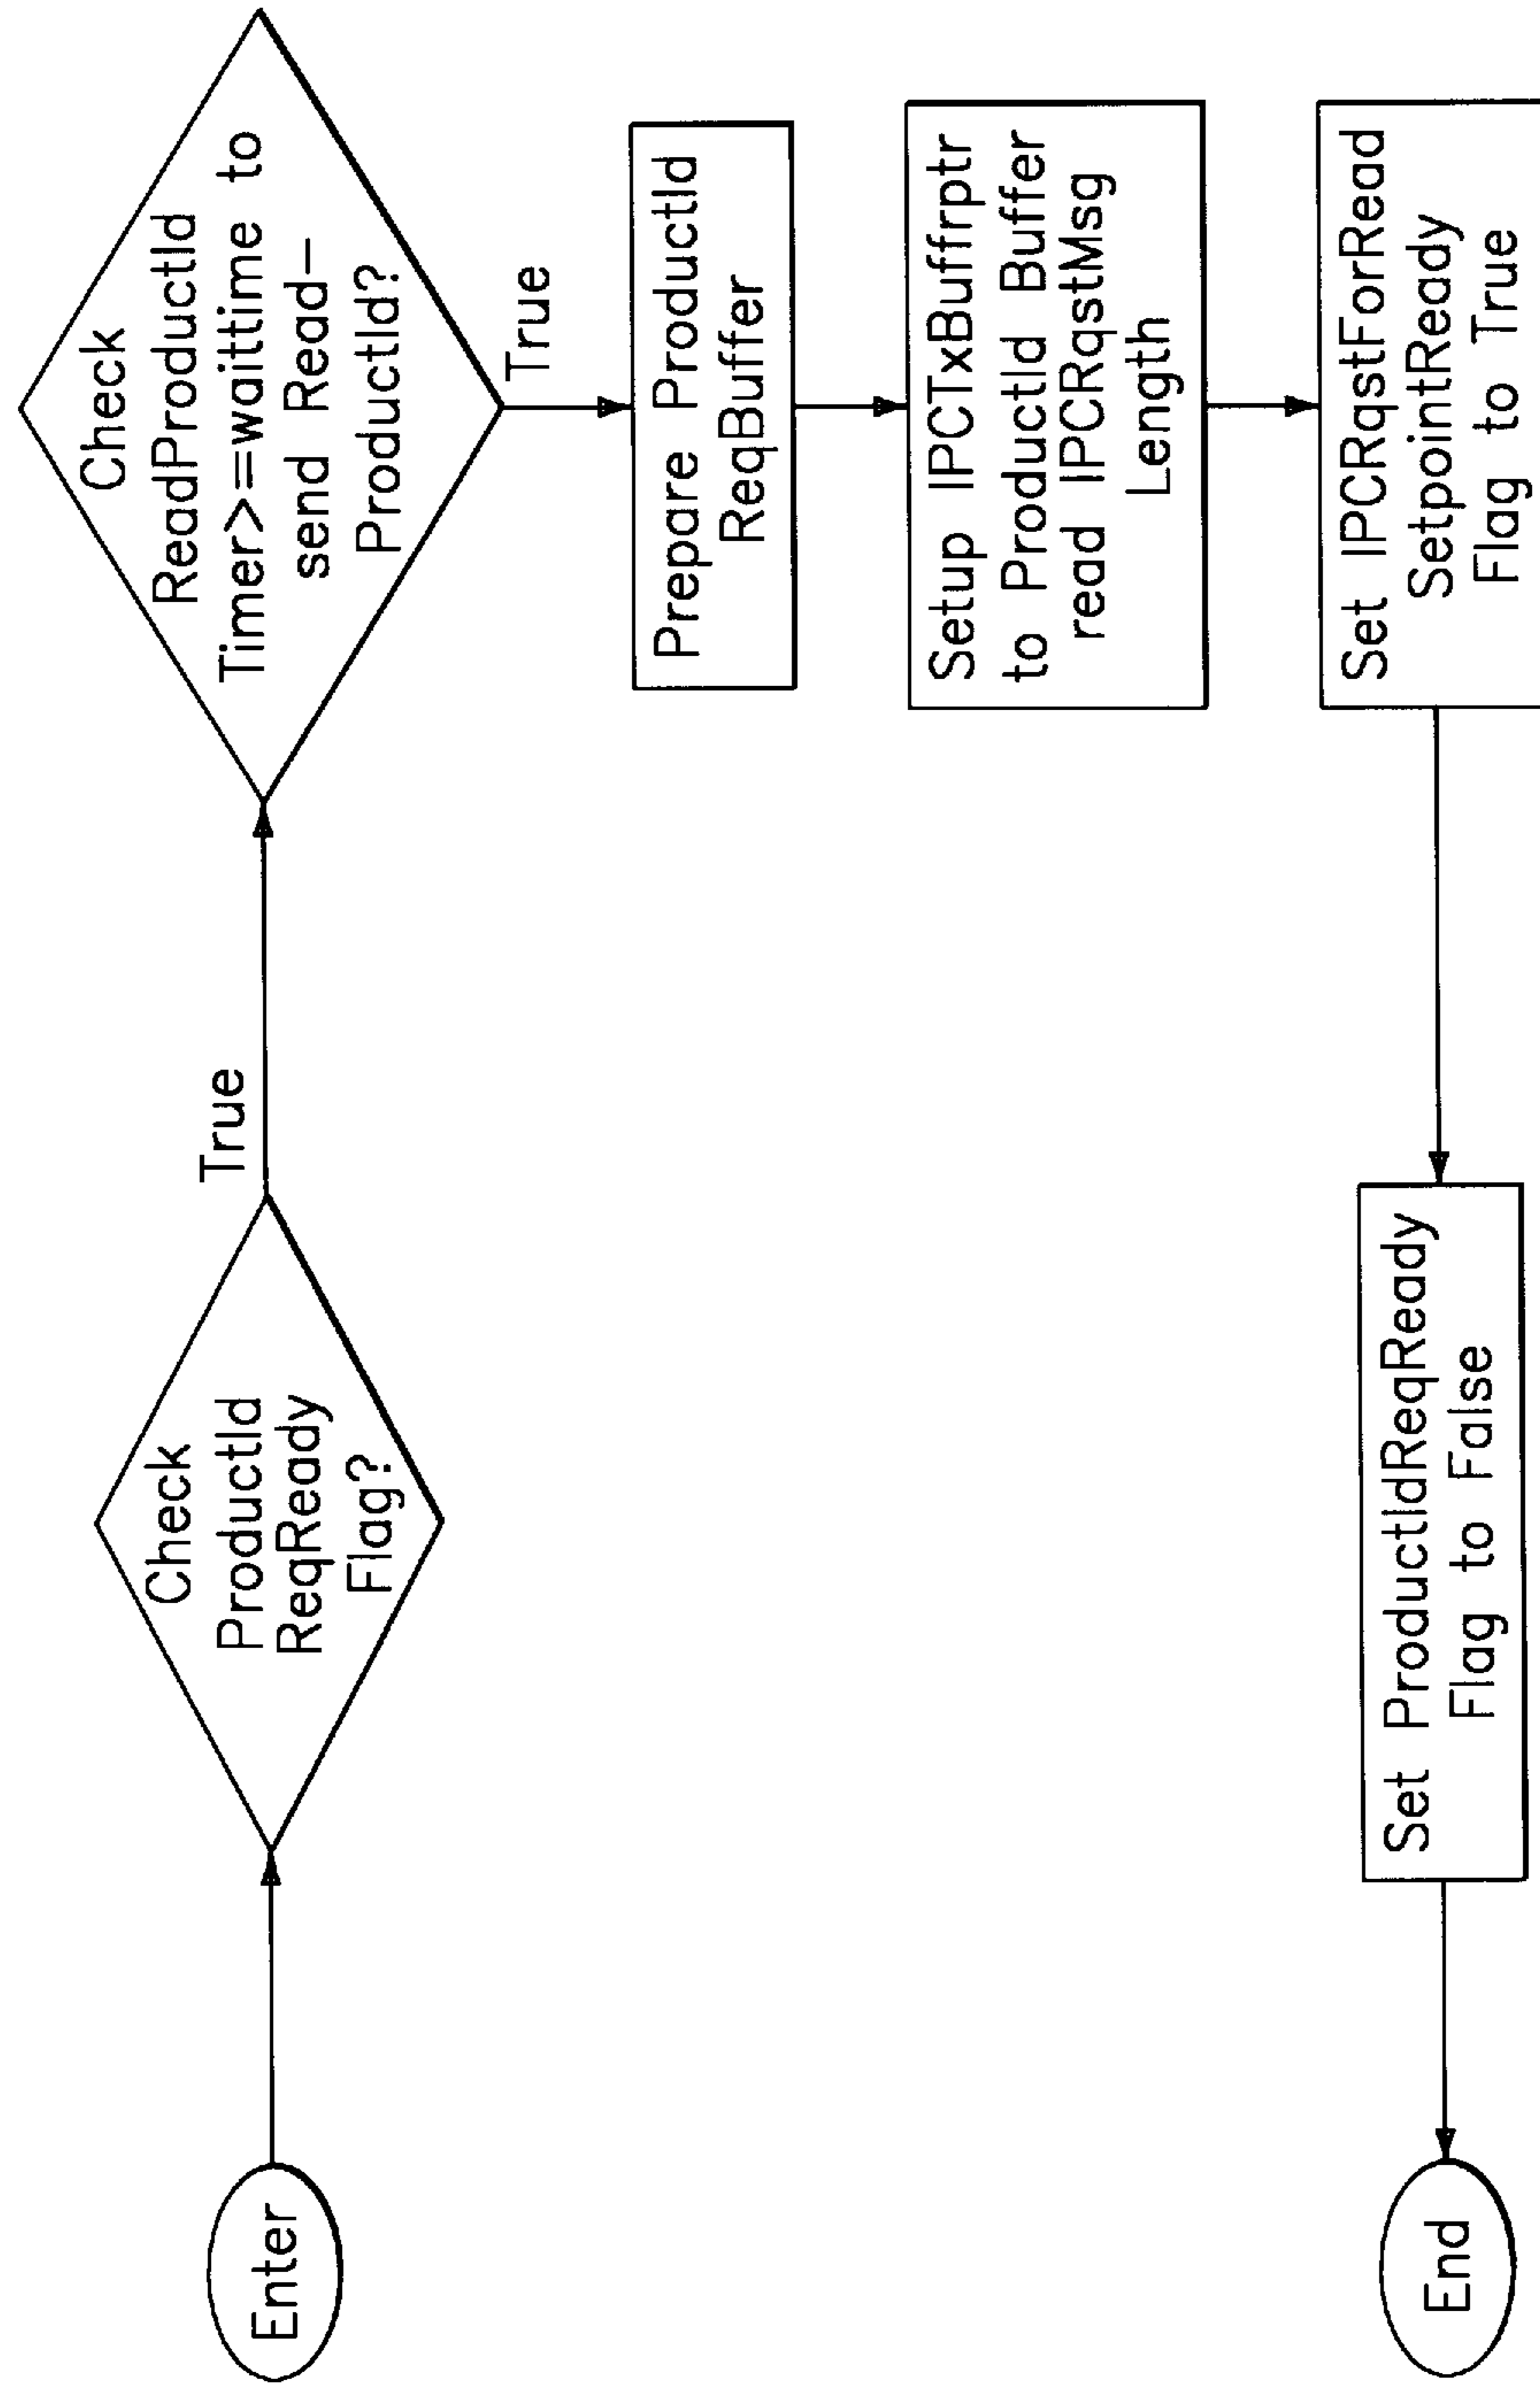 Enter
Check
ProductId
ReqReady
Flag?
True
Check
ReadProductId
Timer>=waittime to
send Read-
ProductId?
True
Prepare ProductId
ReqBuffer
Setup IPCTxBuffrptr
to ProductId Buffer
read IPCRqstMsg
Length
Set IPCRqstForRead
SetpointReady
Flag to True
Set ProductIdReqReady
Flag to False
End